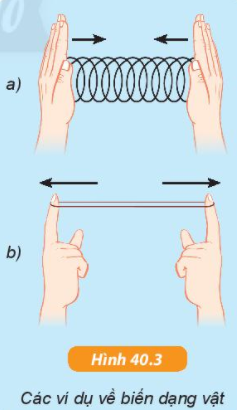 a)
b)
Hình 40.3
Các ví dụ về biến dạng vật